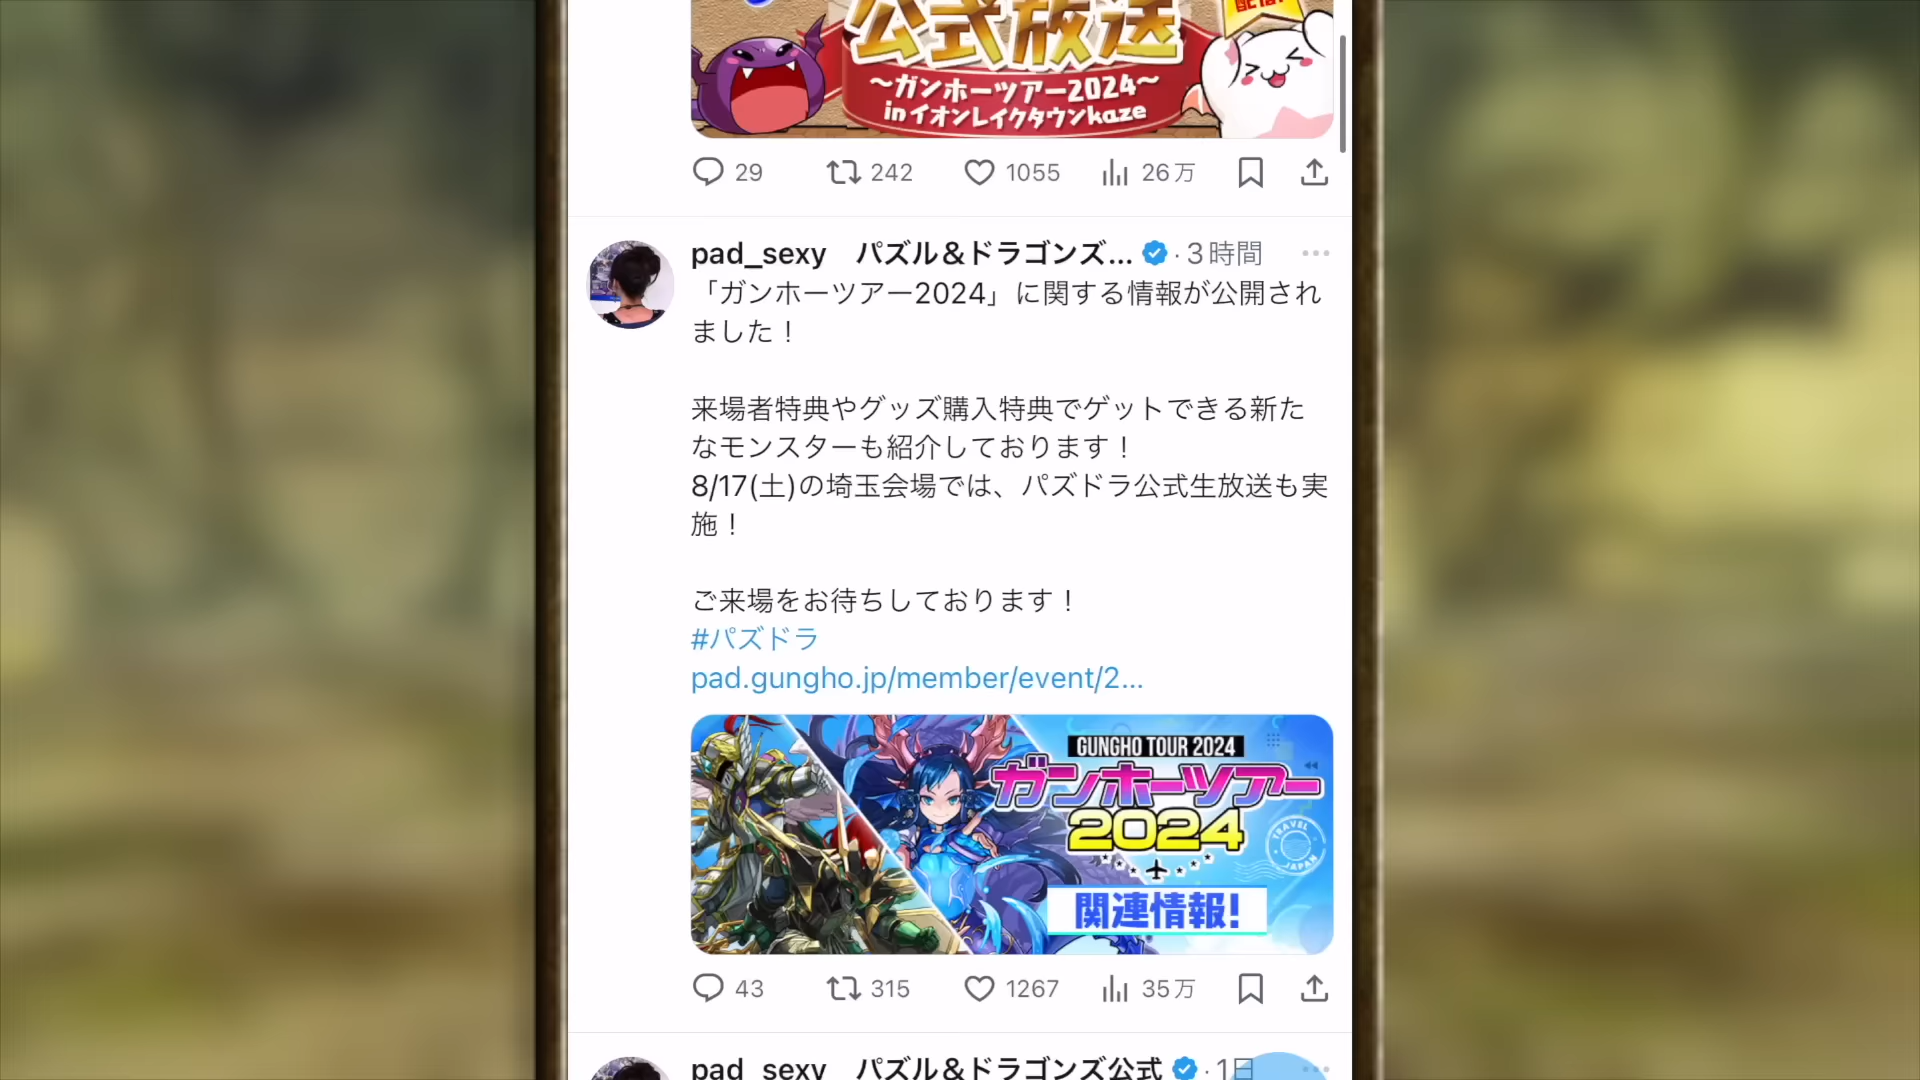 公式放送
配信!
～ガンホーツアー2024～
inイオンレイクタウンkaze
29 242 1055 26万
pad_sexy パズル＆ドラゴンズ... · 3時間
「ガンホーツアー2024」に関する情報が公開され
ました！
来場者特典やグッズ購入特典でゲットできる新た
なモンスターも紹介しております！
8/17(土)の埼玉会場では、パズドラ公式生放送も実
施！
ご来場をお待ちしております！
#パズドラ
pad.gungho.jp/member/event/2...
GUNGHO TOUR 2024
ガンホーツアー
2024
TRAVEL
JAPAN
関連情報!
43 315 1267 35万
pad_sexy パズル＆ドラゴンズ公式 · 1日